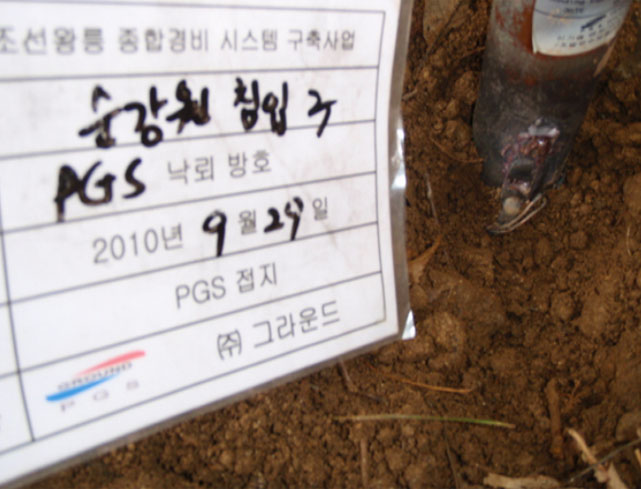 조선왕릉 종합경비 시스템 구축사업
순강원 침입 주
PGS 낙뢰 방호
2010년 9월 29일
PGS 접지
㈜ 그라운드
GROUND
PGS